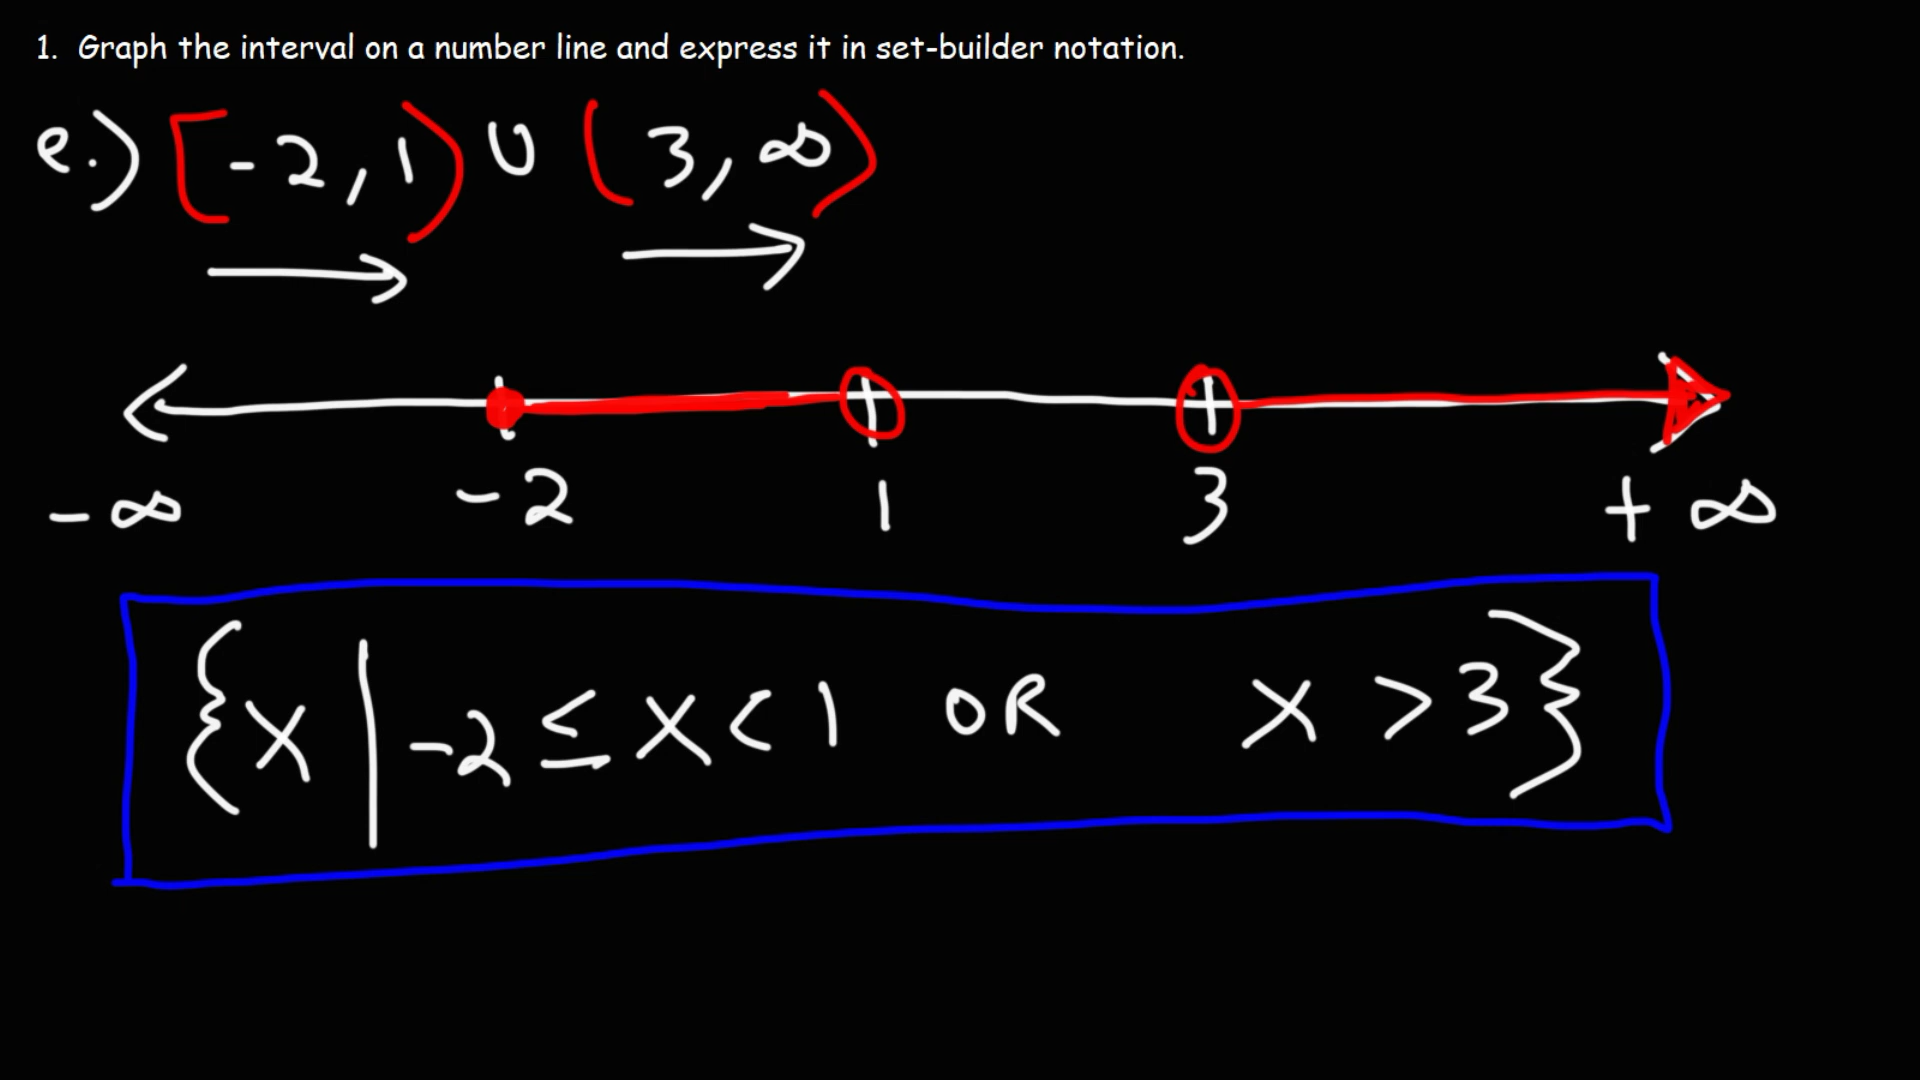 1. Graph the interval on a number line and express it in set-builder notation.
e.) [-2, 1) ∪ (3, ∞)
-∞ -2 1 3 +∞
{x | -2 ≤ x < 1 OR x > 3}